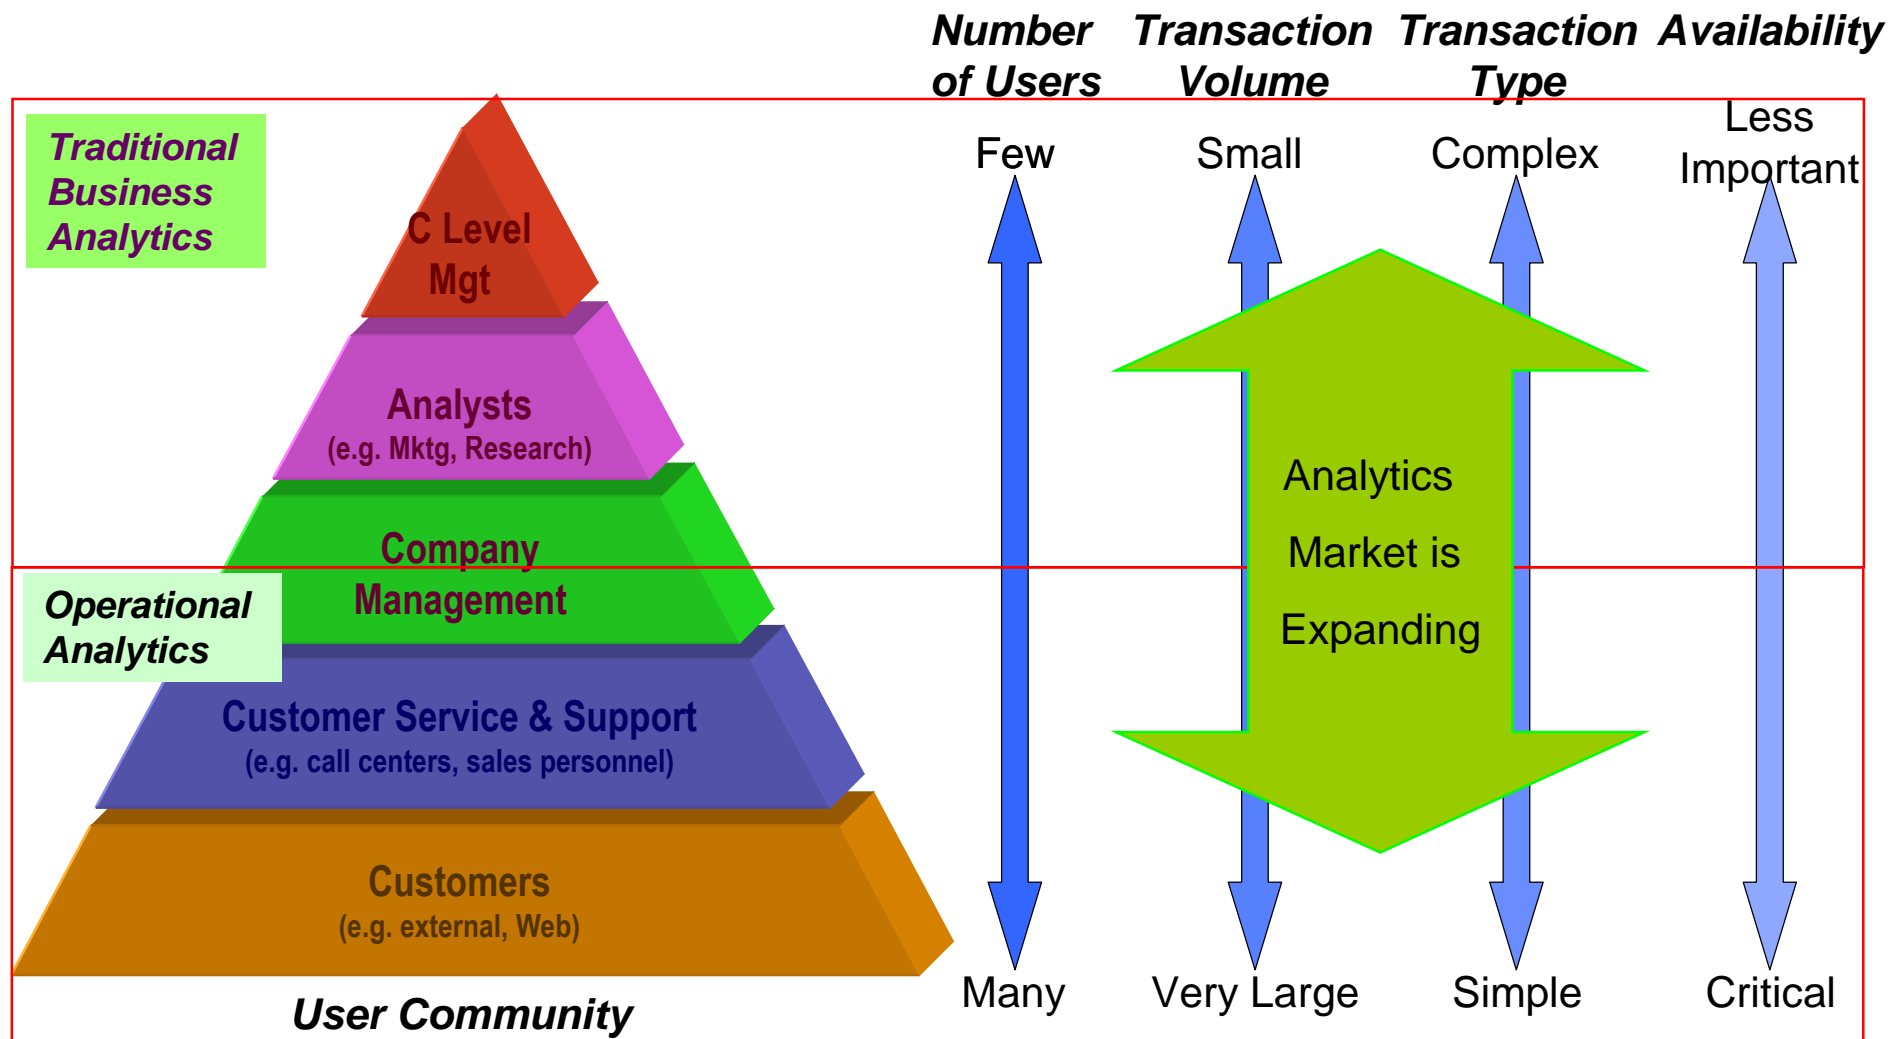 Number
of Users
Transaction
Volume
Transaction
Type
Availability
Traditional
Business
Analytics
Few
Small
Complex
Less
Important
C Level
Mgt
Analysts
(e.g. Mktg, Research)
Company
Management
Operational
Analytics
Customer Service & Support
(e.g. call centers, sales personnel)
Customers
(e.g. external, Web)
Analytics
Market is
Expanding
Many
Very Large
Simple
Critical
User Community